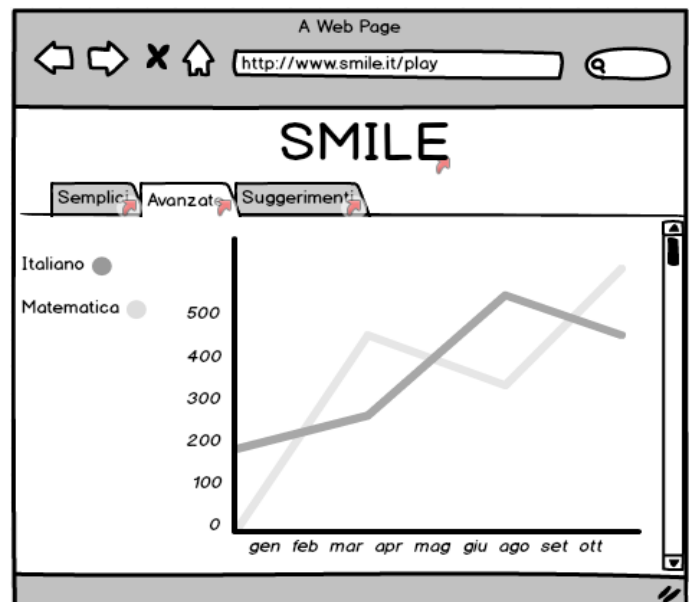 A Web Page
http://www.smile.it/play
SMILE
Semplici Avanzate Suggerimenti
Italiano
Matematica
500
400
300
200
100
0
gen feb mar apr mag giu ago set ott